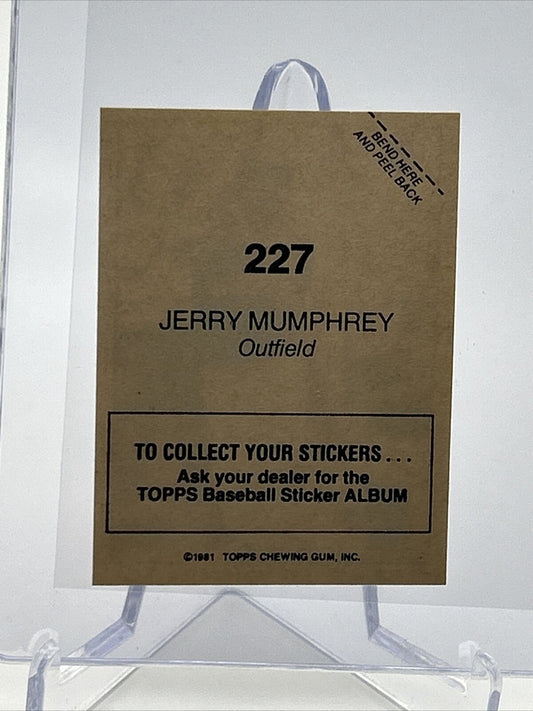 BEND HERE
AND PEEL BACK
227
JERRY MUMPHREY
Outfield
TO COLLECT YOUR STICKERS...
Ask your dealer for the
TOPPS Baseball Sticker ALBUM
©1981 TOPPS CHEWING GUM, INC.